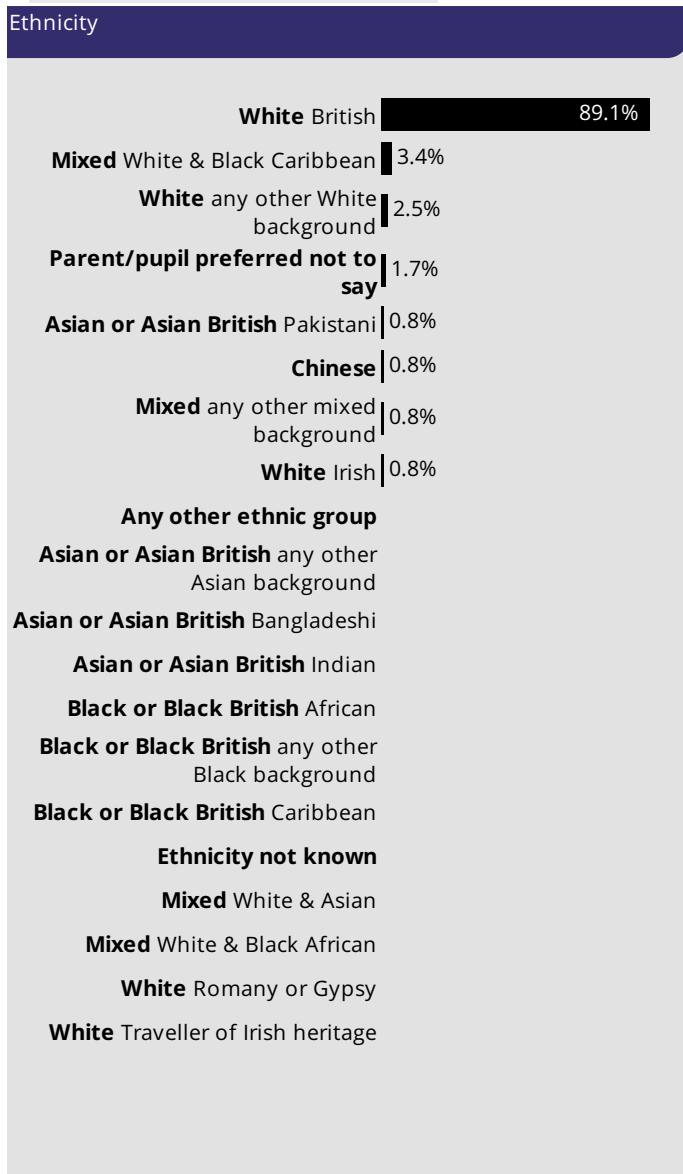 Ethnicity
White British 89.1%
Mixed White & Black Caribbean 3.4%
White any other White
background 2.5%
Parent/pupil preferred not to
say 1.7%
Asian or Asian British Pakistani 0.8%
Chinese 0.8%
Mixed any other mixed
background 0.8%
White Irish 0.8%
Any other ethnic group
Asian or Asian British any other
Asian background
Asian or Asian British Bangladeshi
Asian or Asian British Indian
Black or Black British African
Black or Black British any other
Black background
Black or Black British Caribbean
Ethnicity not known
Mixed White & Asian
Mixed White & Black African
White Romany or Gypsy
White Traveller of Irish heritage